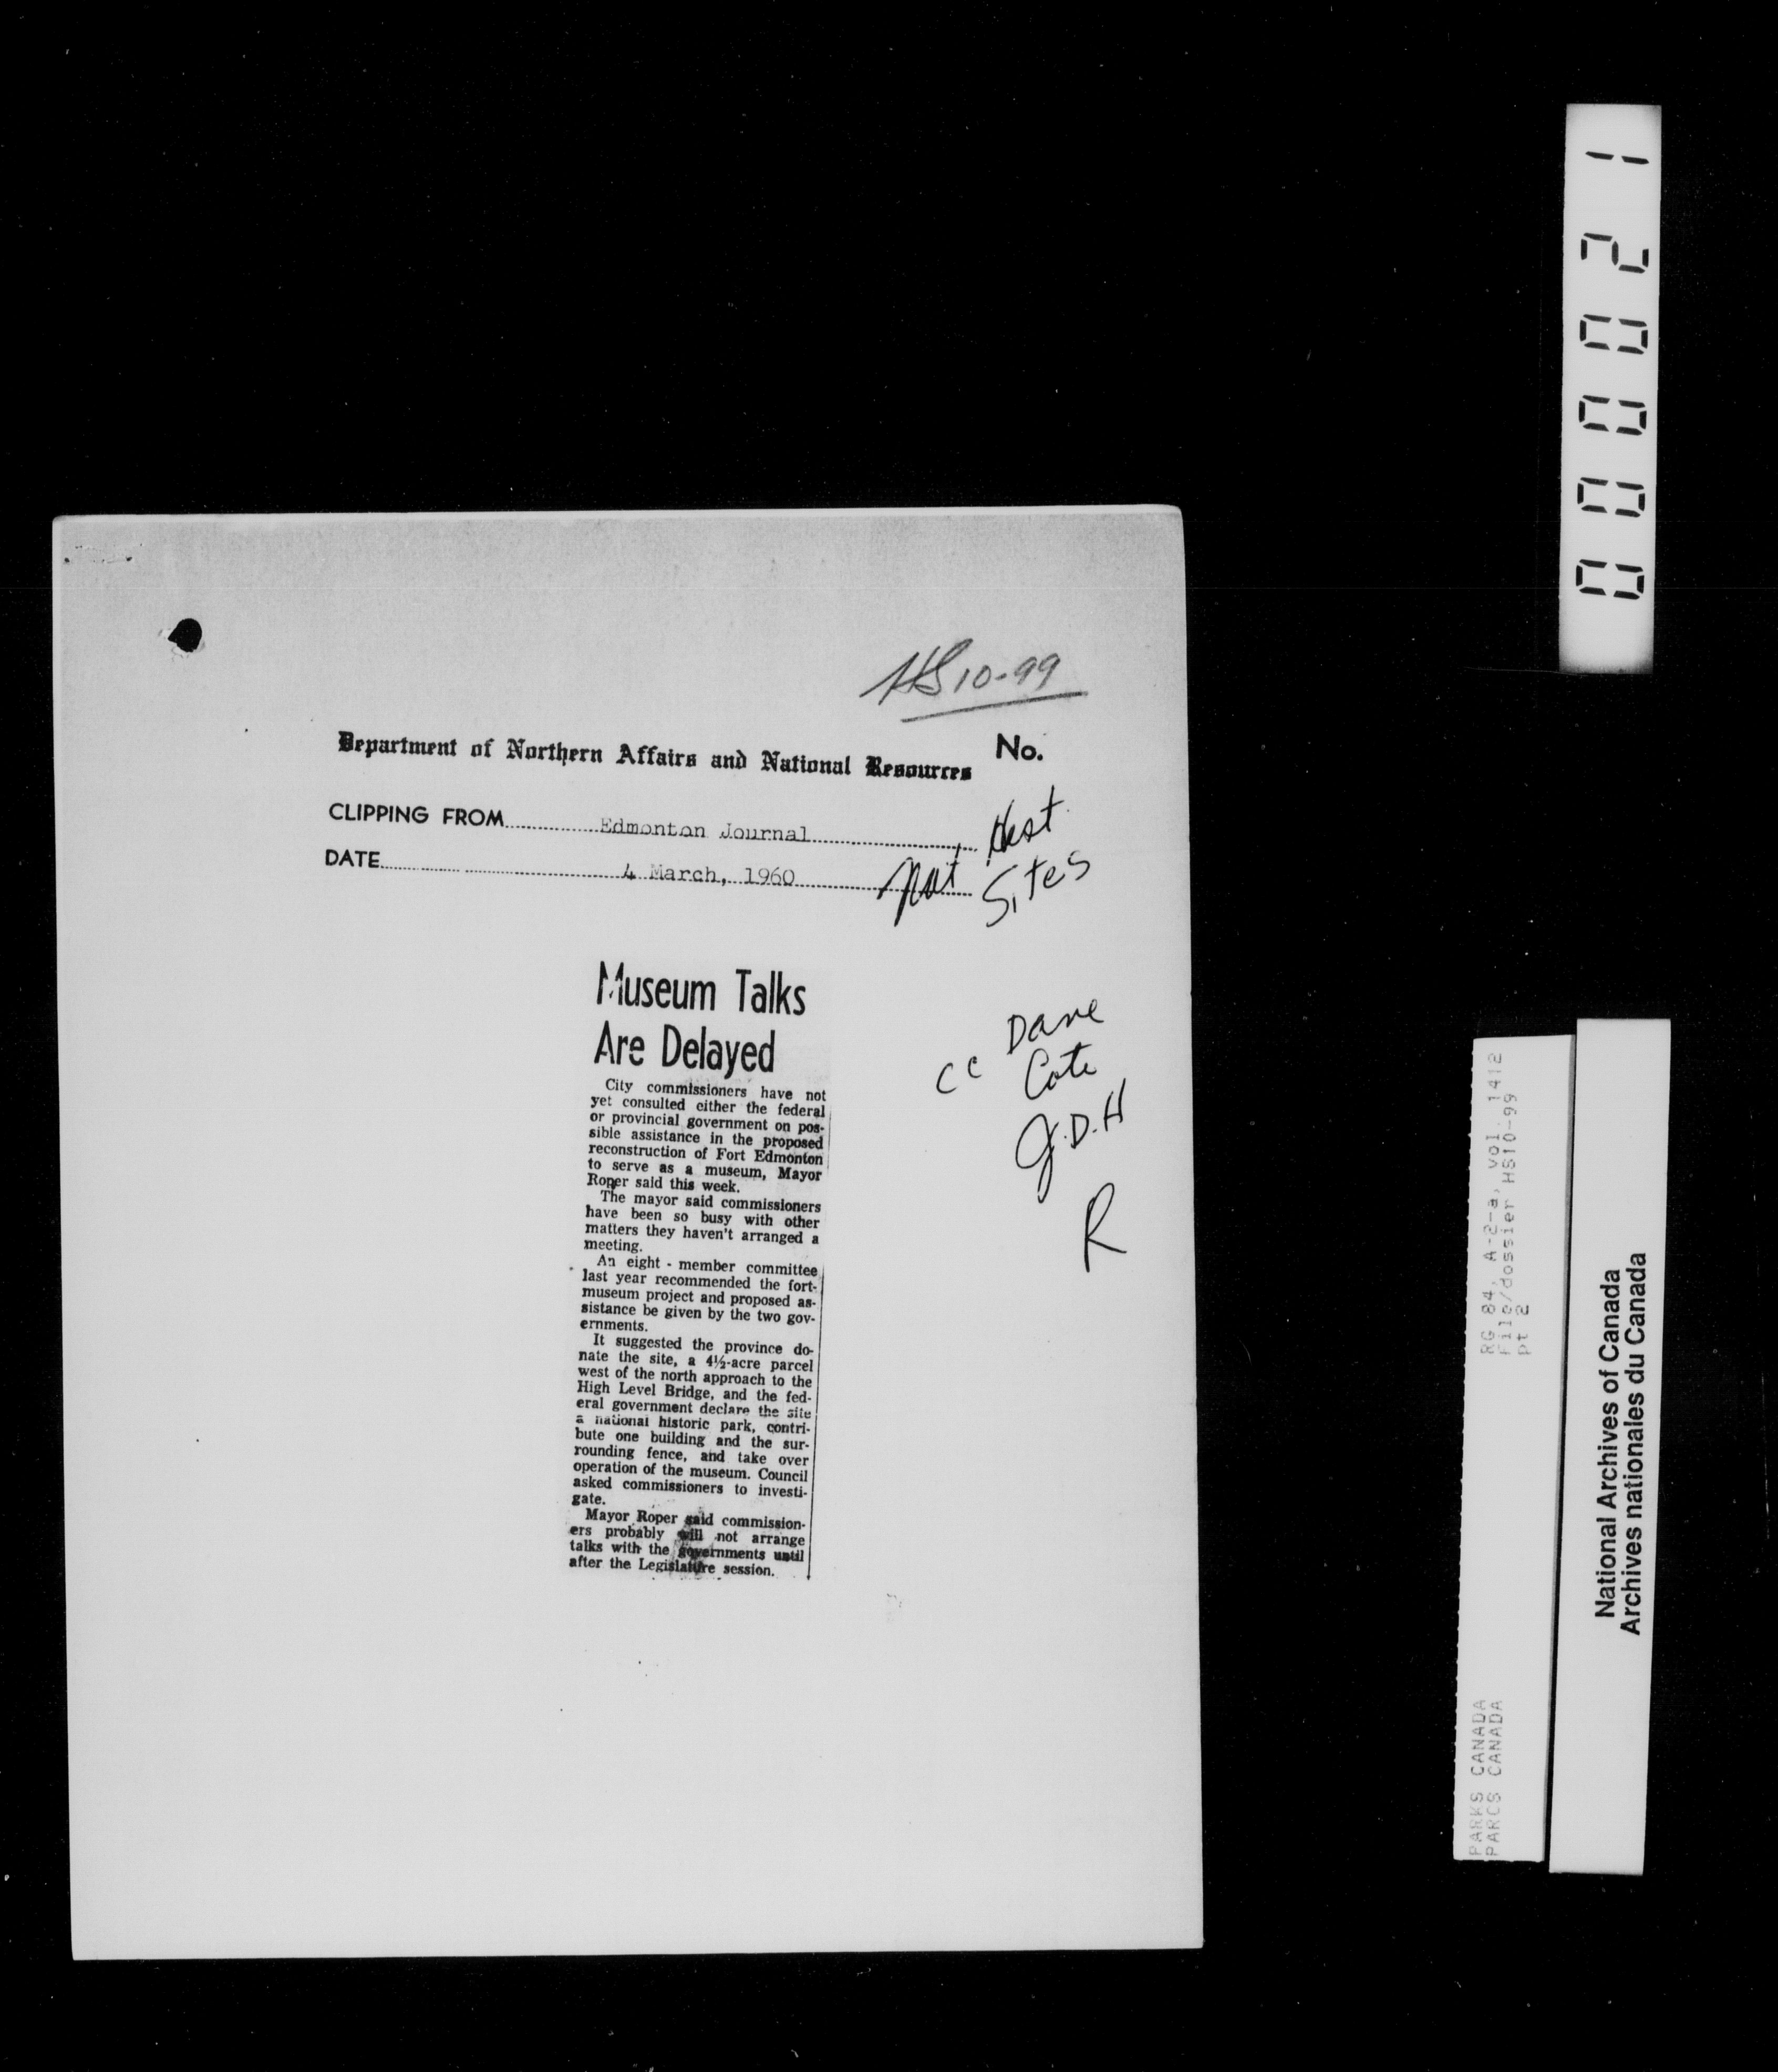 HS10-99
Department of Northern Affairs and National Resources
No.
CLIPPING FROM Edmonton Journal
DATE 4 March, 1960
Nat. Hist.
Sites
Museum Talks
Are Delayed
City commissioners have not
yet consulted either the federal
or provincial government on pos-
sible assistance in the proposed
reconstruction of Fort Edmonton
to serve as a museum, Mayor
Roper said this week.
The mayor said commissioners
have been so busy with other
matters they haven't arranged a
meeting.
An eight - member committee
last year recommended the fort-
museum project and proposed as-
sistance be given by the two gov-
ernments.
It suggested the province do-
nate the site, a 4½-acre parcel
west of the north approach to the
High Level Bridge, and the fed-
eral government declare the site
a national historic park, contri-
bute one building and the sur-
rounding fence, and take over
operation of the museum. Council
asked commissioners to investi-
gate.
Mayor Roper said commission-
ers probably will not arrange
talks with the governments until
after the Legislature session.
cc
Cote
J.D.H
R
000021
PARKS CANADA
PARCS CANADA
RG 84, A-2-a, vol. 1412
File/dossier HS10-99
pt 2
National Archives of Canada
Archives nationales du Canada